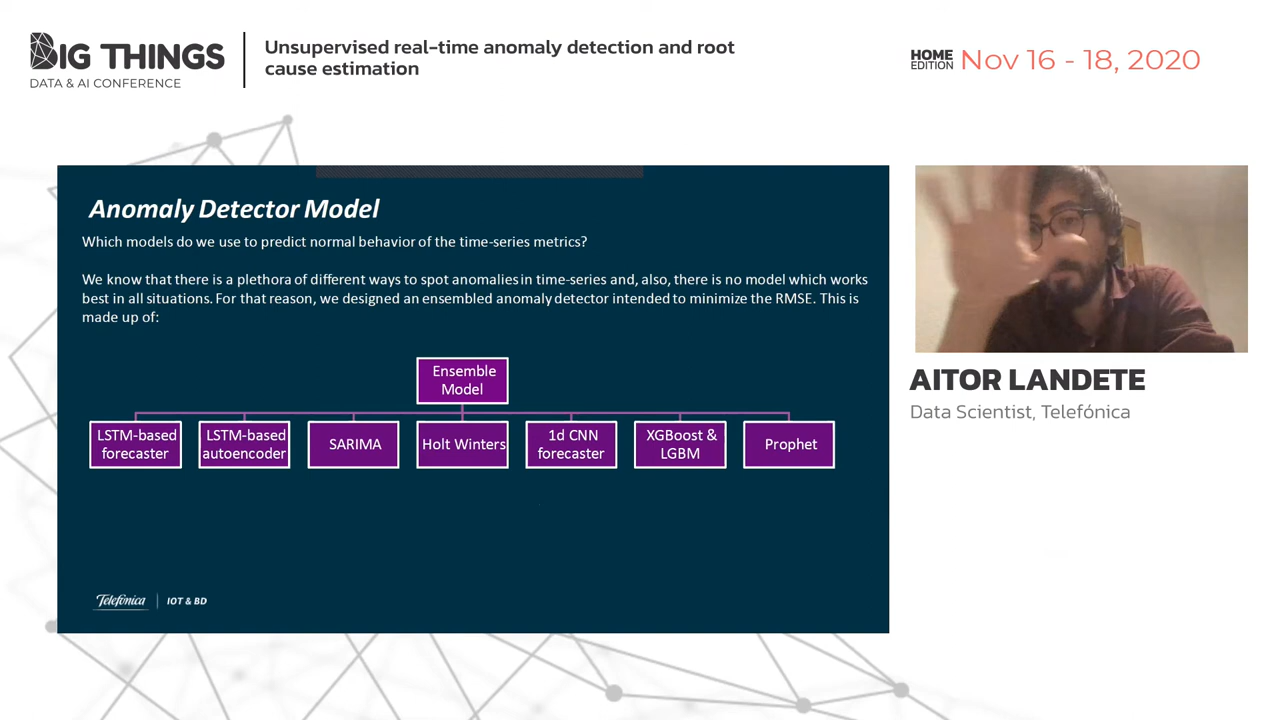 BIG THINGS
DATA & AI CONFERENCE
Unsupervised real-time anomaly detection and root
cause estimation
HOME
EDITION
Nov 16 - 18, 2020
Anomaly Detector Model
Which models do we use to predict normal behavior of the time-series metrics?
We know that there is a plethora of different ways to spot anomalies in time-series and, also, there is no model which works
best in all situations. For that reason, we designed an ensembled anomaly detector intended to minimize the RMSE. This is
made up of:
Ensemble
Model
LSTM-based
forecaster
LSTM-based
autoencoder
SARIMA
Holt Winters
1d CNN
forecaster
XGBoost &
LGBM
Prophet
Telefónica
IOT & BD
AITOR LANDETE
Data Scientist, Telefónica